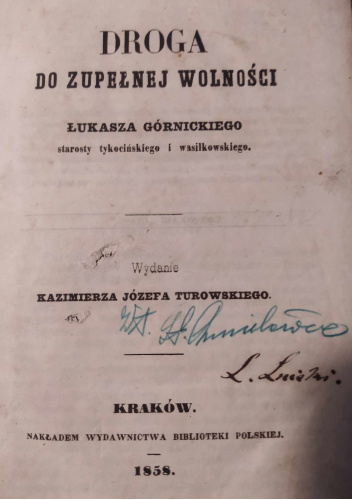 DROGA
DO ZUPEŁNEJ WOLNOŚCI
ŁUKASZA GÓRNICKIEGO
starosty tykocińskiego i wasilkowskiego.
Wydanie
KAZIMIERZA JÓZEFA TUROWSKIEGO.
L.
KRAKÓW.
NAKŁADEM WYDAWNICTWA BIBLIOTEKI POLSKIEJ.
1858.